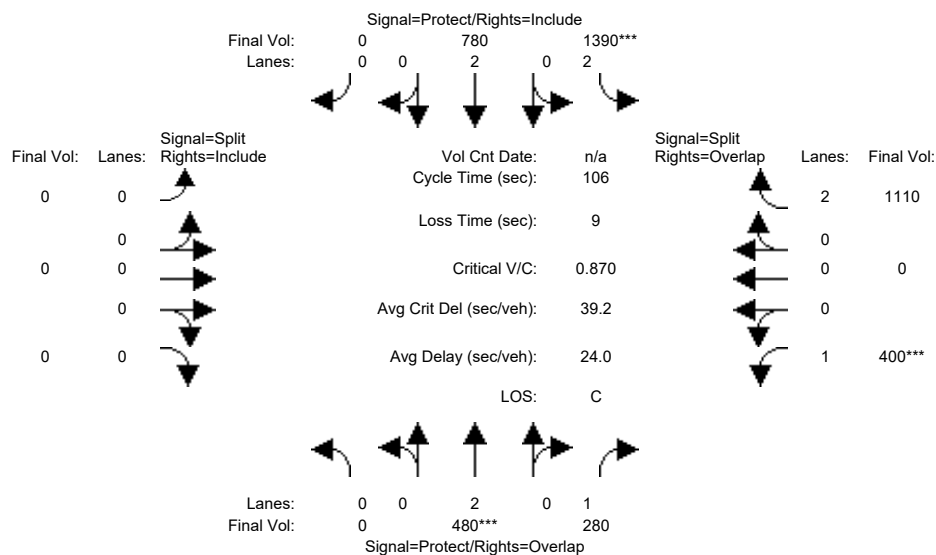 Signal=Protect/Rights=Include
Final Vol: 0 780 1390***
Lanes: 0 0 2 0 2
Signal=Split
Final Vol: Lanes: Rights=Include
Vol Cnt Date: n/a
Signal=Split
Rights=Overlap Lanes: Final Vol:
Cycle Time (sec): 106
0 0
2 1110
Loss Time (sec): 9
0
0
0 0
Critical V/C: 0.870
0 0
0
Avg Crit Del (sec/veh): 39.2
0
0 0
Avg Delay (sec/veh): 24.0
1 400***
LOS: C
Lanes: 0 0 2 0 1
Final Vol: 0 480*** 280
Signal=Protect/Rights=Overlap